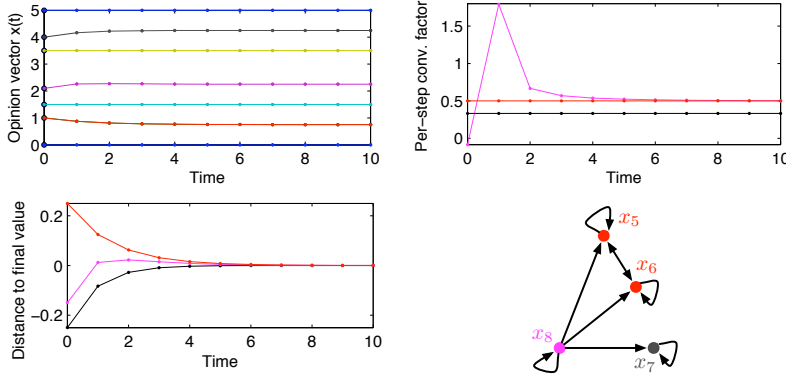 Opinion vector x(t)
5
4
3
2
1
0
0 2 4 6 8 10
Time
Per-step conv. factor
1.5
1
0.5
0
0 2 4 6 8 10
Time
Distance to final value
0.2
0
−0.2
0 2 4 6 8 10
Time
x5
x6
x8
x7